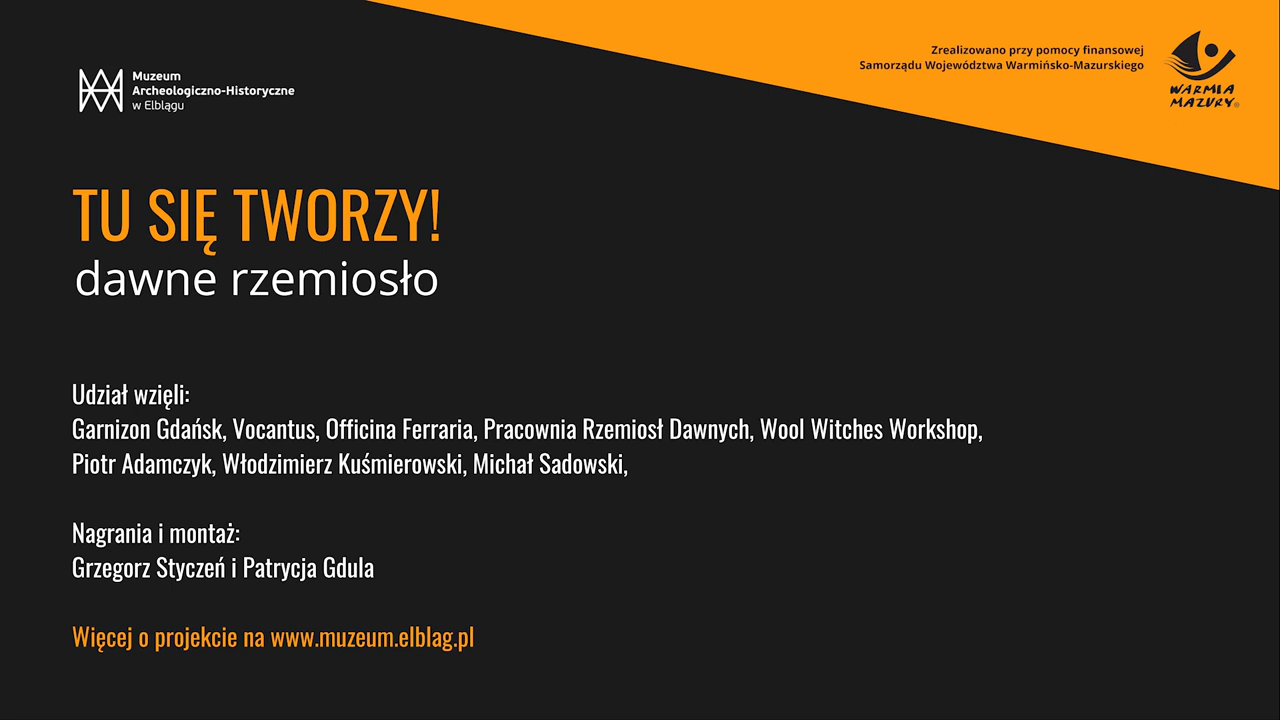 Muzeum
Archeologiczno-Historyczne
w Elblągu
Zrealizowano przy pomocy finansowej
Samorządu Województwa Warmińsko-Mazurskiego
WARMIA
MAZURY®
TU SIĘ TWORZY!
dawne rzemiosło
Udział wzięli:
Garnizon Gdańsk, Vocantus, Officina Ferraria, Pracownia Rzemiosł Dawnych, Wool Witches Workshop,
Piotr Adamczyk, Włodzimierz Kuśmierowski, Michał Sadowski,
Nagrania i montaż:
Grzegorz Styczeń i Patrycja Gdula
Więcej o projekcie na www.muzeum.elblag.pl